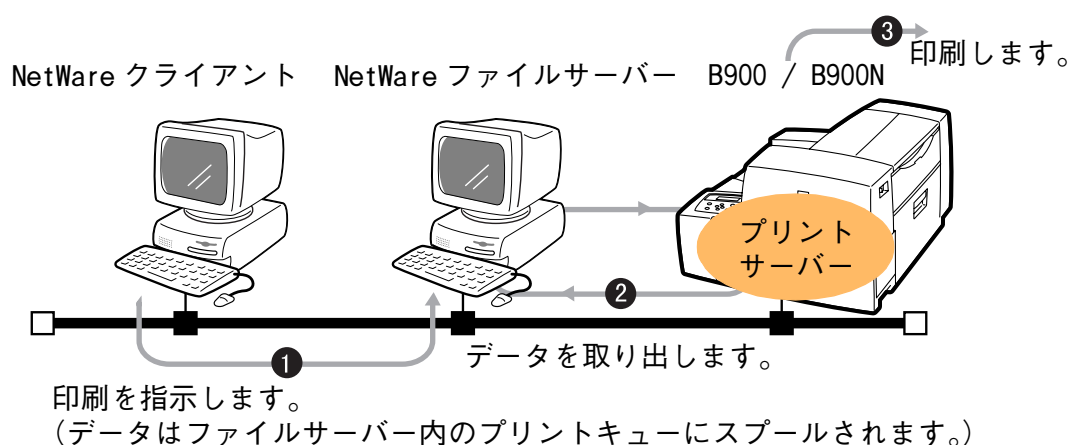 ❸
印刷します。
NetWare クライアント NetWare ファイルサーバー B900 / B900N
プリント
サーバー
❷
❶
データを取り出します。
印刷を指示します。
(データはファイルサーバー内のプリントキューにスプールされます。)